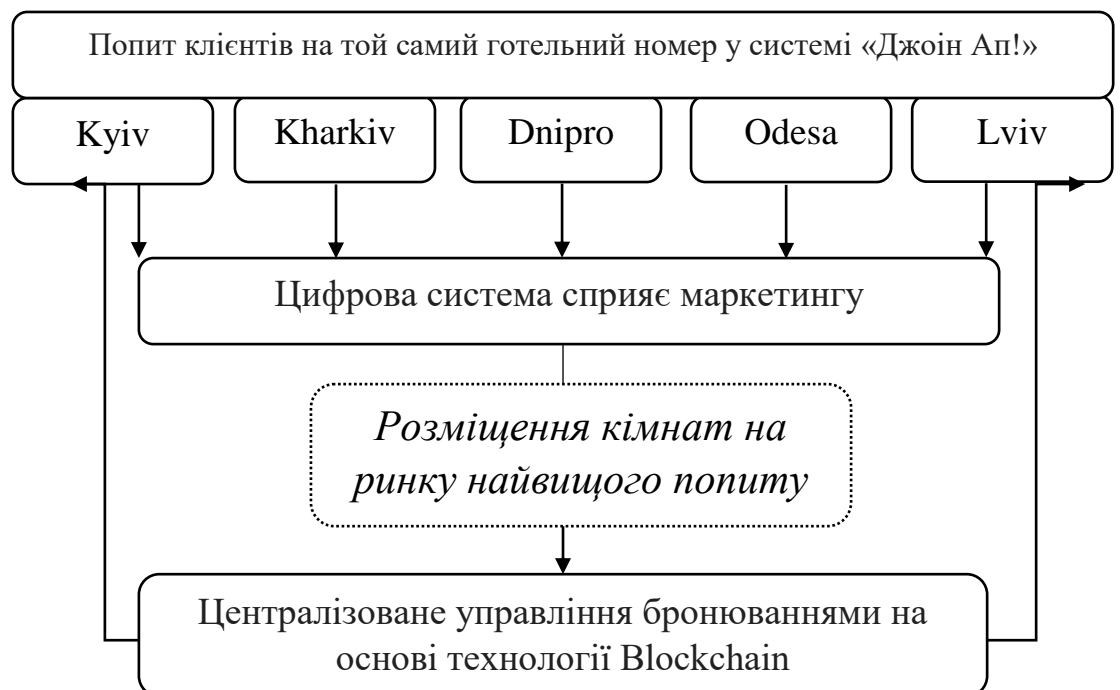 Попит клієнтів на той самий готельний номер у системі «Джоін Ап!»
Kyiv
Kharkiv
Dnipro
Odesa
Lviv
Цифрова система сприяє маркетингу
Розміщення кімнат на
ринку найвищого попиту
Централізоване управління бронюваннями на
основі технології Blockchain